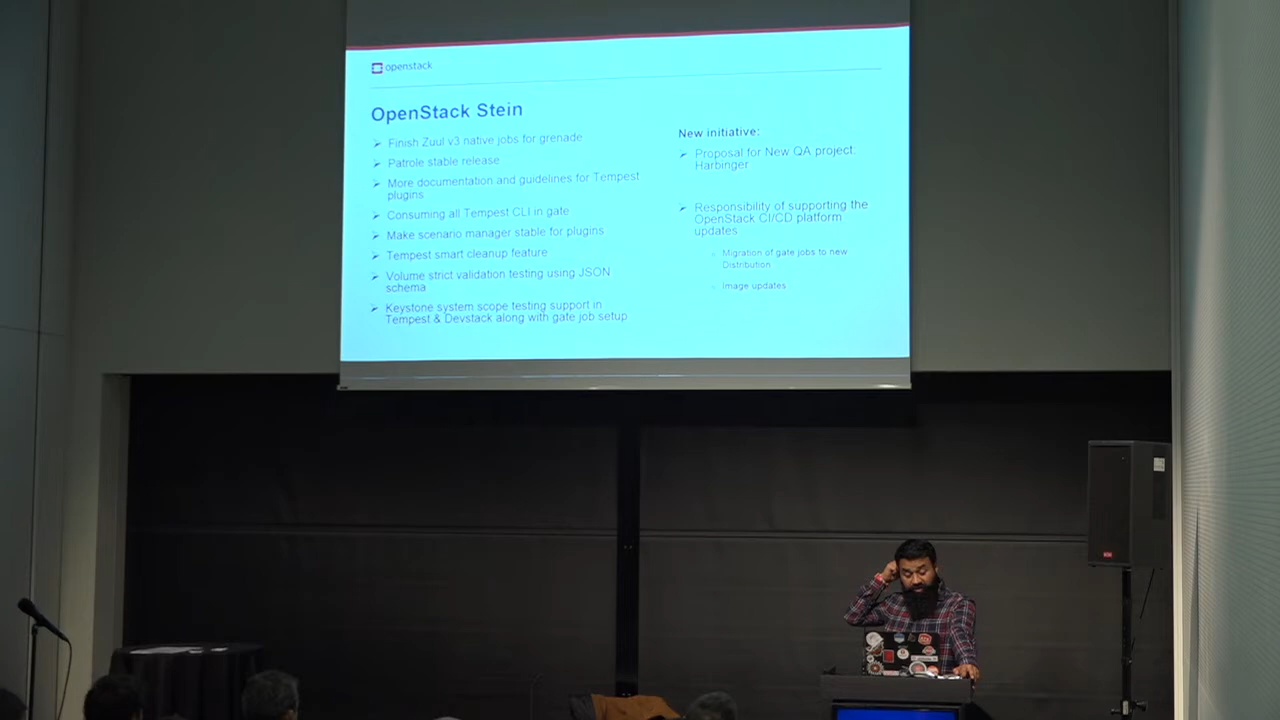 openstack
OpenStack Stein
Finish Zuul v3 native jobs for grenade
Patrole stable release
More documentation and guidelines for Tempest
plugins
Consuming all Tempest CLI in gate
Make scenario manager stable for plugins
Tempest smart cleanup feature
Volume strict validation testing using JSON
schema
Keystone system scope testing support in
Tempest & Devstack along with gate job setup
New initiative:
Proposal for New QA project:
Harbinger
Responsibility of supporting the
OpenStack CI/CD platform
updates
Migration of gate jobs to new
Distribution
Image updates